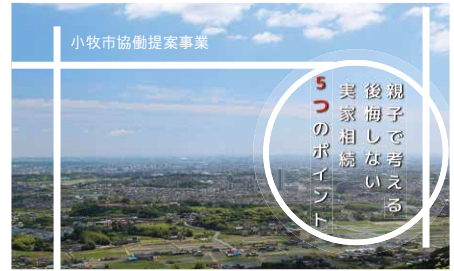 小牧市協働提案事業
親子で考える
後悔しない
実家相続
5つのポイント